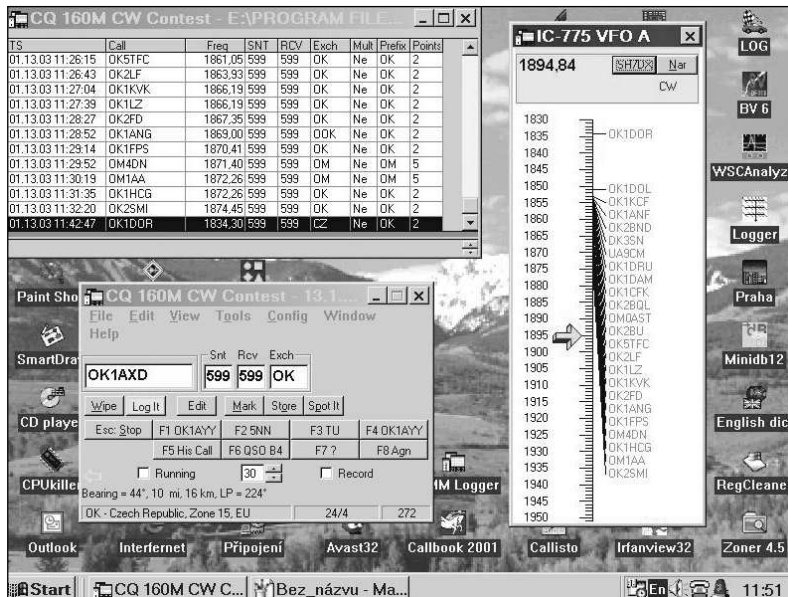 CQ 160M CW Contest - E:\PROGRAM FILE...
TS Call Freq SNT RCV Exch Mult Prefix Points
01.13.03 11:26:15 OK5TFC 1861,05 599 599 OK Ne OK 2
01.13.03 11:26:43 OK2LF 1863,93 599 599 OK Ne OK 2
01.13.03 11:27:04 OK1KVK 1866,19 599 599 OK Ne OK 2
01.13.03 11:27:39 OK1LZ 1866,19 599 599 OK Ne OK 2
01.13.03 11:28:27 OK2FD 1867,35 599 599 OK Ne OK 2
01.13.03 11:28:52 OK1ANG 1869,00 599 599 OOK Ne OK 2
01.13.03 11:29:14 OK1FPS 1870,41 599 599 OK Ne OK 2
01.13.03 11:29:52 OM4DN 1871,40 599 599 OM Ne OM 5
01.13.03 11:30:19 OM1AA 1872,26 599 599 OM Ne OM 5
01.13.03 11:31:35 OK1HCG 1872,26 599 599 OK Ne OK 2
01.13.03 11:32:20 OK2SMI 1874,45 599 599 OK Ne OK 2
01.13.03 11:42:47 OK1DOR 1834,30 599 599 CZ Ne OK 2
Paint Sho
SmartDra
CD playe
CPUkiller
CQ 160M CW Contest - 13.1....
File Edit View Tools Config Window
Help
Snt Rcv Exch
OK1AXD 599 599 OK
Wipe Log It Edit Mark Store Spot It
Esc: Stop F1 OK1AYY F2 5NN F3 TU F4 OK1AYY
F5 His Call F6 QSO B4 F7 ? F8 Agn
Running 30 Record
Bearing = 44°, 10 mi, 16 km, LP = 224°
OK - Czech Republic, Zone 15, EU 24/4 272
MM Logger
IC-775 VFO A
1894,84 SH/DX Nar
CW
1830
1835
1840
1845
1850
1855
1860
1865
1870
1875
1880
1885
1890
1895
1900
1905
1910
1915
1920
1925
1930
1935
1940
1945
1950
OK1DOR
OK1DOL
OK1KCF
OK1ANF
OK2BND
DK3SN
UA9CM
OK1DRU
OK1DAM
OK1CFK
OK2BQL
OM0AST
OK2BU
OK5TFC
OK2LF
OK1LZ
OK1KVK
OK2FD
OK1ANG
OK1FPS
OM4DN
OK1HCG
OM1AA
OK2SMI
LOG
BV 6
WSCAnalyz
Logger
Praha
Minidb12
English dic
RegCleane
Outlook Interfernet Připojení Avast32 Callbook 2001 Callisto Irfanview32 Zoner 4.5
Start CQ 160M CW C... Bez_názvu - Ma... En 11:51